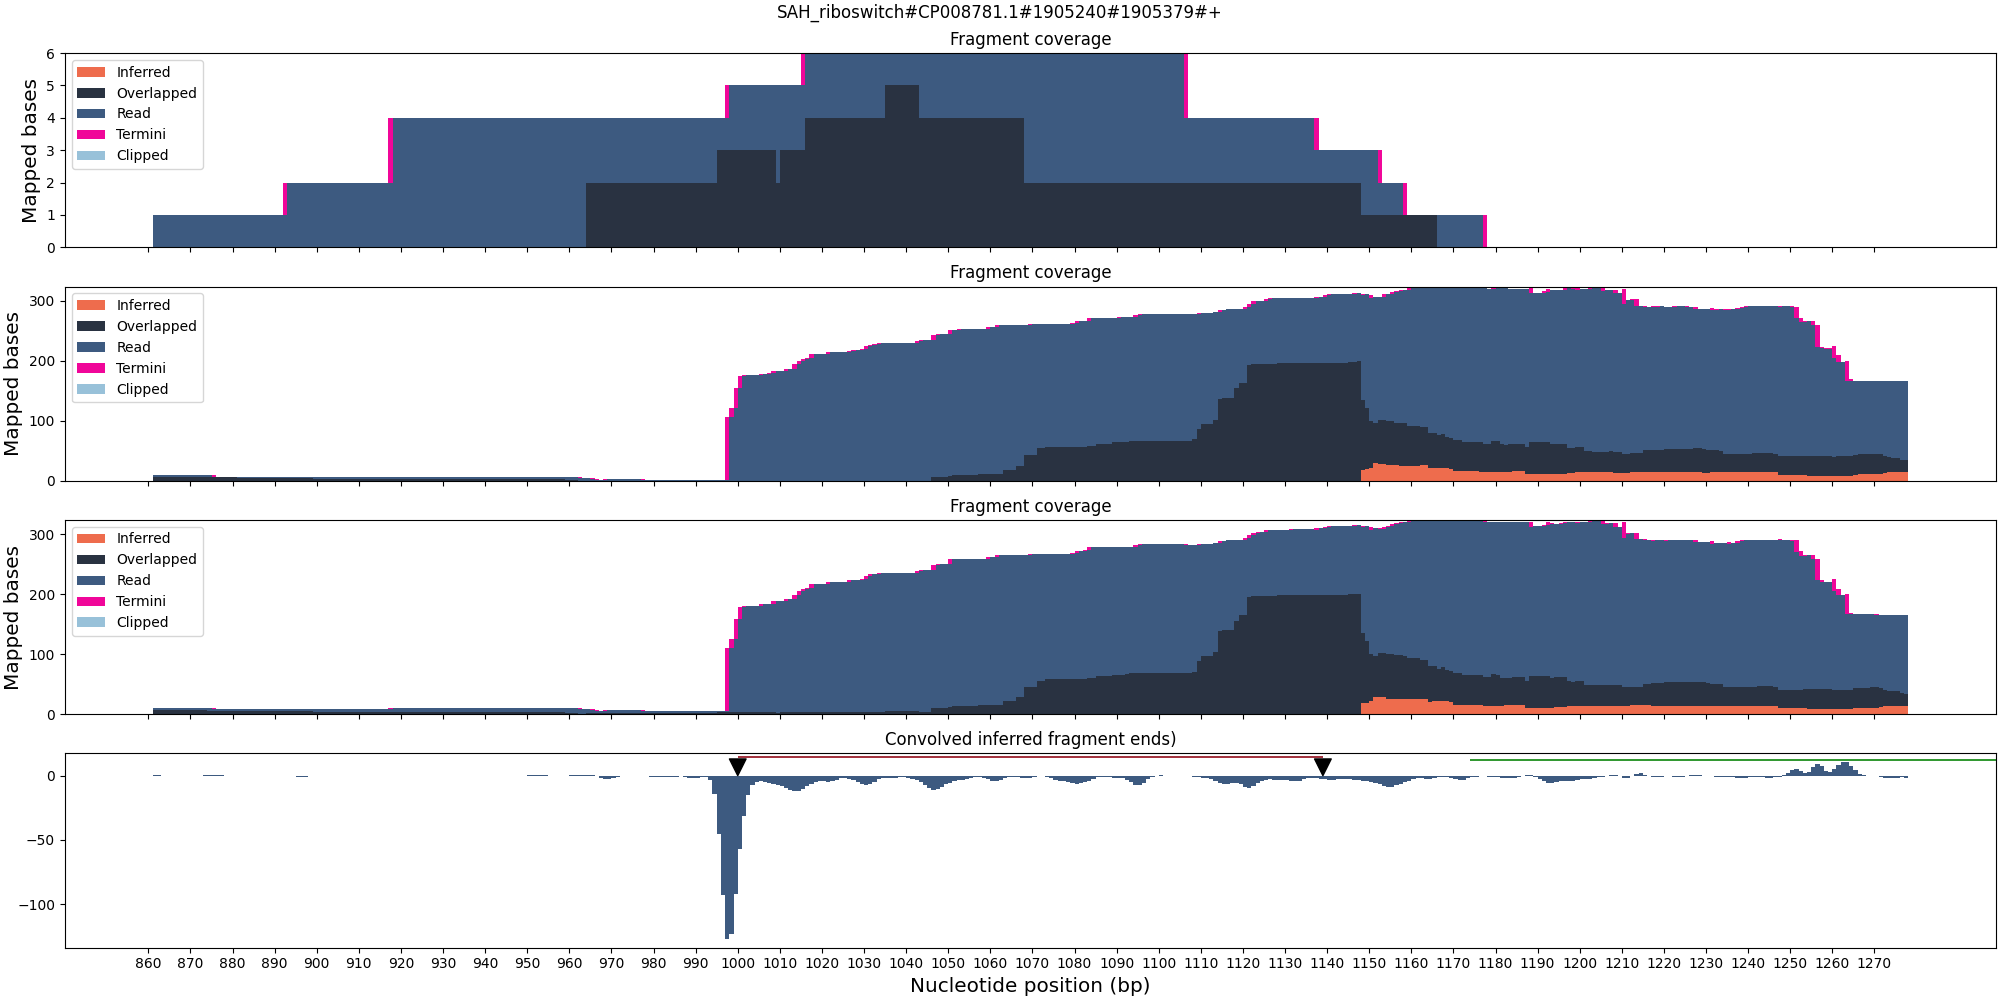 SAH_riboswitch#CP008781.1#1905240#1905379#+
Fragment coverage
Mapped bases
6
5
4
3
2
1
0
Inferred
Overlapped
Read
Termini
Clipped
Fragment coverage
Mapped bases
300
200
100
0
Inferred
Overlapped
Read
Termini
Clipped
Fragment coverage
Mapped bases
300
200
100
0
Inferred
Overlapped
Read
Termini
Clipped
Convolved inferred fragment ends)
0
−50
−100
860 870 880 890 900 910 920 930 940 950 960 970 980 990 1000 1010 1020 1030 1040 1050 1060 1070 1080 1090 1100 1110 1120 1130 1140 1150 1160 1170 1180 1190 1200 1210 1220 1230 1240 1250 1260 1270
Nucleotide position (bp)